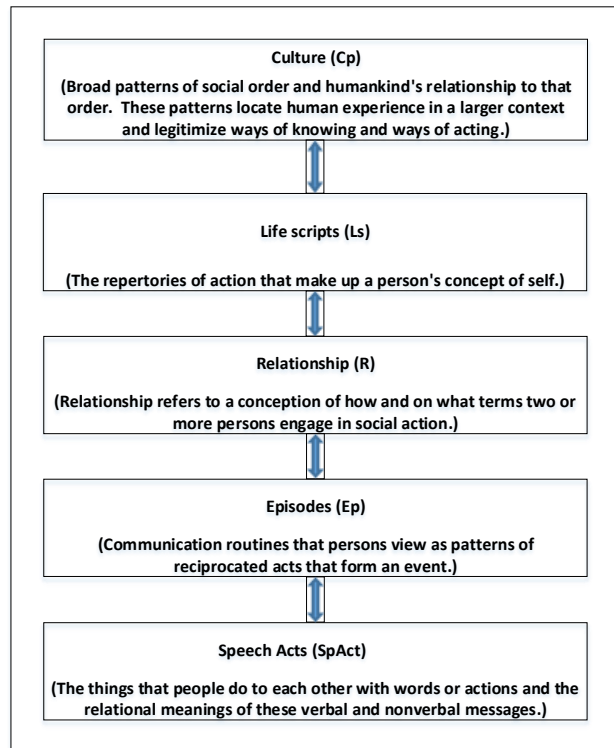 Culture (Cp)
(Broad patterns of social order and humankind's relationship to that
order. These patterns locate human experience in a larger context
and legitimize ways of knowing and ways of acting.)
Life scripts (Ls)
(The repertories of action that make up a person's concept of self.)
Relationship (R)
(Relationship refers to a conception of how and on what terms two or
more persons engage in social action.)
Episodes (Ep)
(Communication routines that persons view as patterns of
reciprocated acts that form an event.)
Speech Acts (SpAct)
(The things that people do to each other with words or actions and the
relational meanings of these verbal and nonverbal messages.)